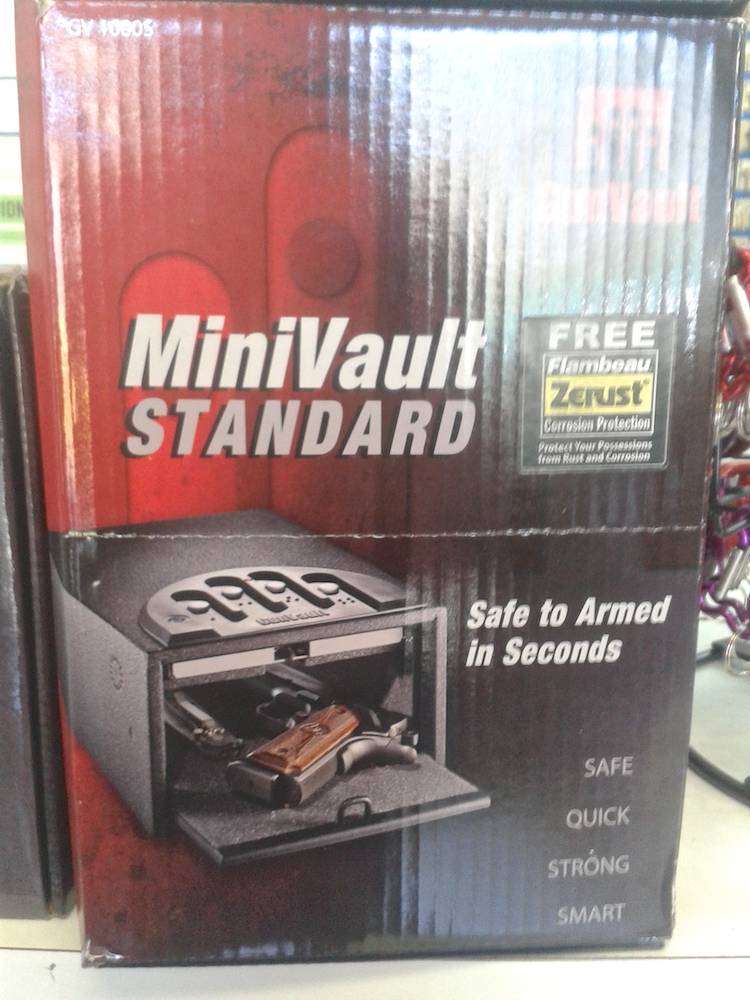 GV 1000S
GunVault
MiniVault
STANDARD
FREE
Flambeau
Zerust
Corrosion Protection
Protect Your Possessions
from Rust and Corrosion
Safe to Armed
in Seconds
SAFE
QUICK
STRONG
SMART